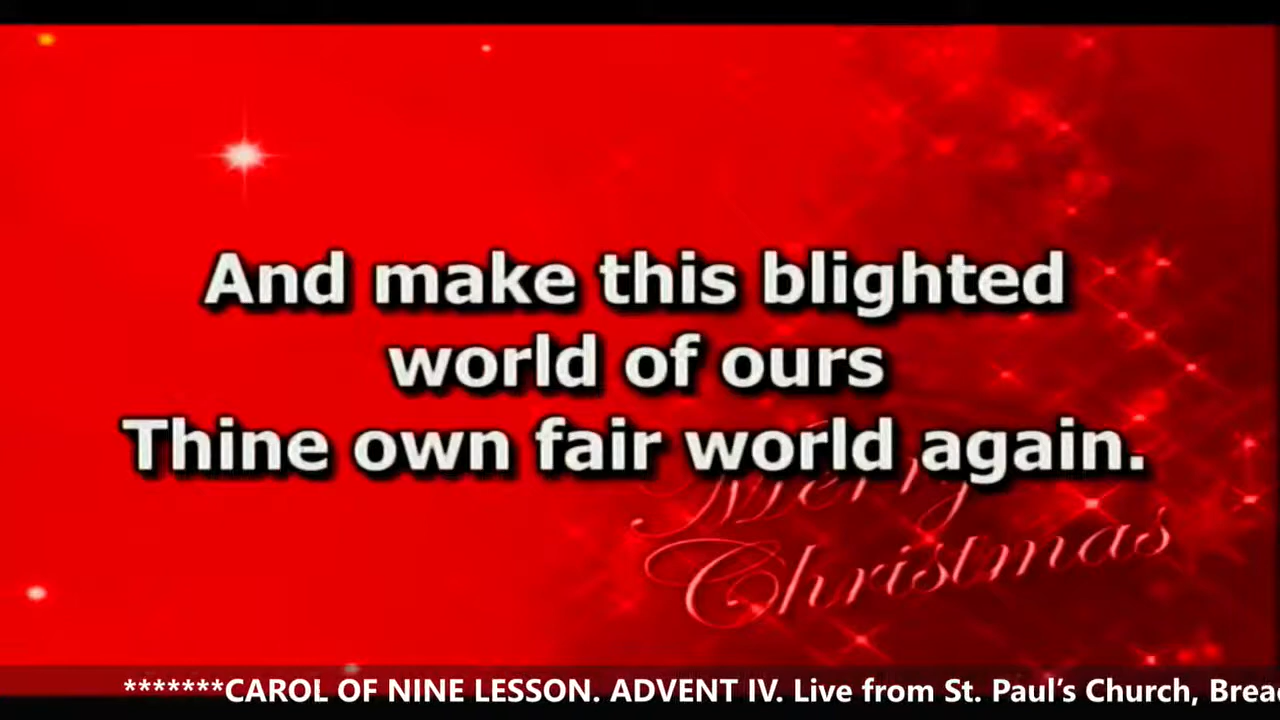 And make this blighted
world of ours
Thine own fair world again.
Merry
Christmas
*******CAROL OF NINE LESSON. ADVENT IV. Live from St. Paul's Church,